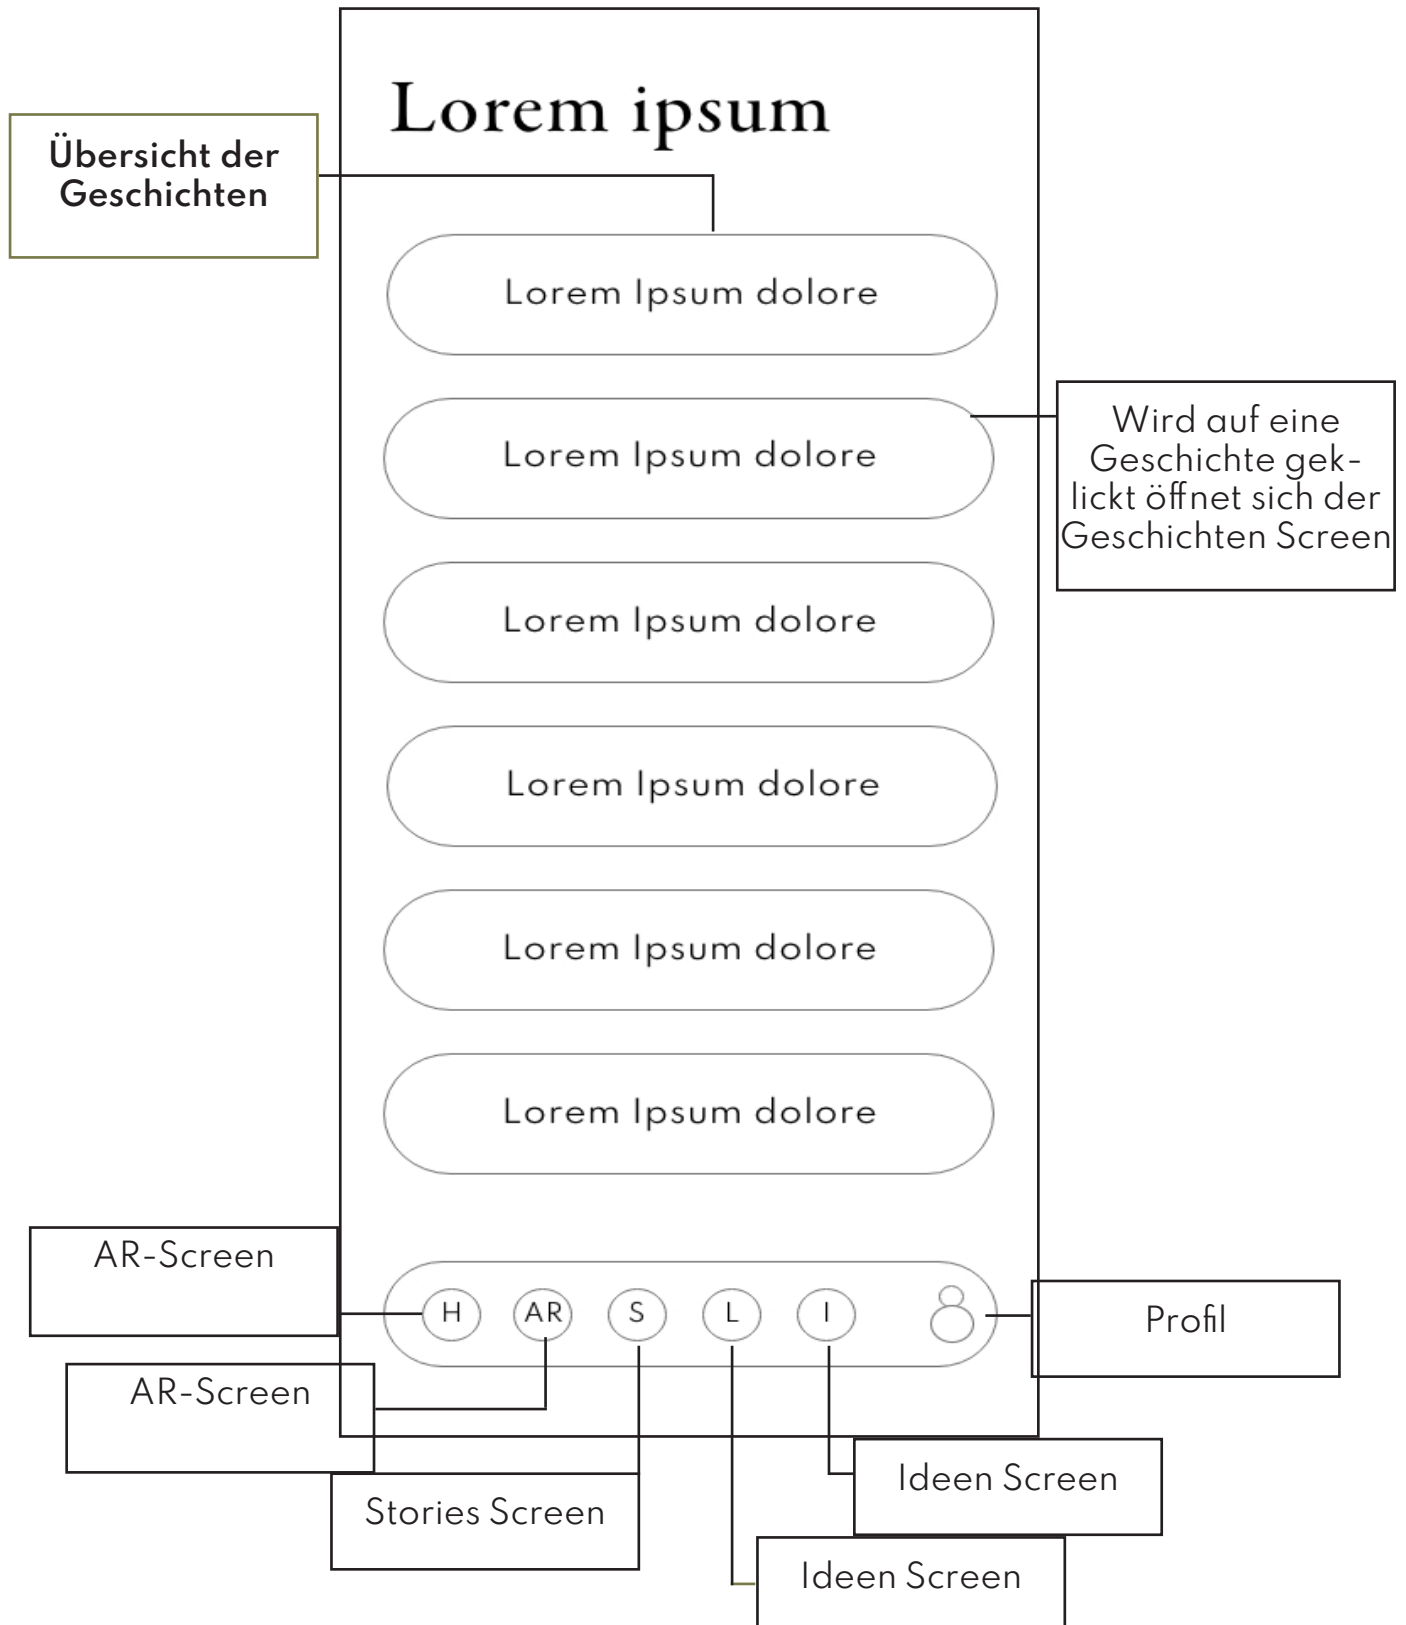 Lorem ipsum
Übersicht der
Geschichten
Lorem Ipsum dolore
Wird auf eine
Geschichte gek-
lickt öffnet sich der
Geschichten Screen
Lorem Ipsum dolore
Lorem Ipsum dolore
Lorem Ipsum dolore
Lorem Ipsum dolore
Lorem Ipsum dolore
AR-Screen
H
AR
S
L
I
Profil
AR-Screen
Stories Screen
Ideen Screen
Ideen Screen